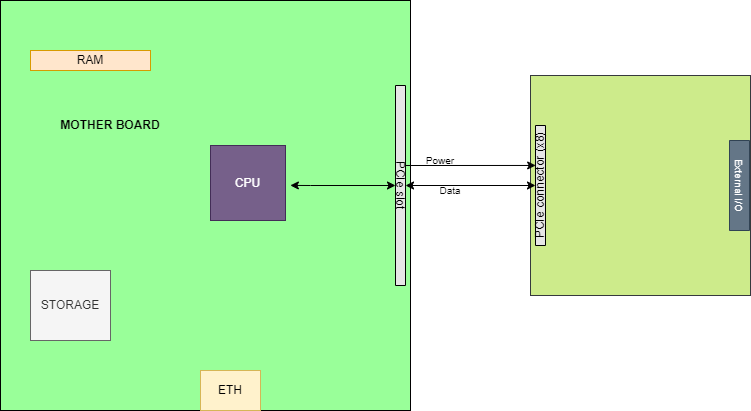 RAM
MOTHER BOARD
CPU
PCIe slot
Power
Data
PCIE connector (x8)
External I/O
STORAGE
ETH